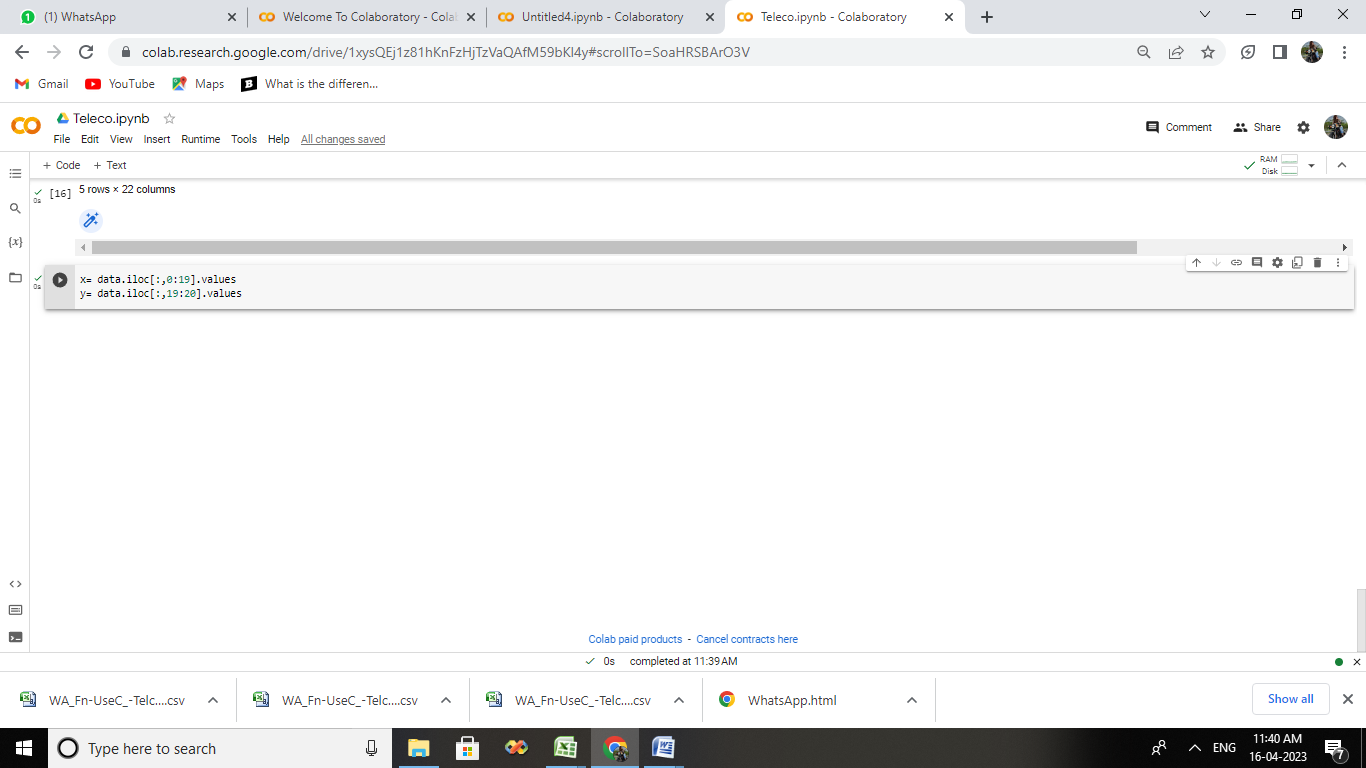 (1) WhatsApp
Welcome To Colaboratory - Colab
Untitled4.ipynb - Colaboratory
Teleco.ipynb - Colaboratory
colab.research.google.com/drive/1xysQEj1z81hKnFzHjTzVaQAfM59bKl4y#scrollTo=SoaHRSBArO3V
Gmail YouTube Maps What is the differen...
Teleco.ipynb
File Edit View Insert Runtime Tools Help All changes saved
Comment Share
+ Code + Text
RAM
Disk
[16] 5 rows × 22 columns
0s
{x}
0s
x= data.iloc[:,0:19].values
y= data.iloc[:,19:20].values
Colab paid products - Cancel contracts here
0s completed at 11:39 AM
WA_Fn-UseC_-Telc....csv
WA_Fn-UseC_-Telc....csv
WA_Fn-UseC_-Telc....csv
WhatsApp.html
Show all
Type here to search
ENG
11:40 AM
16-04-2023
7